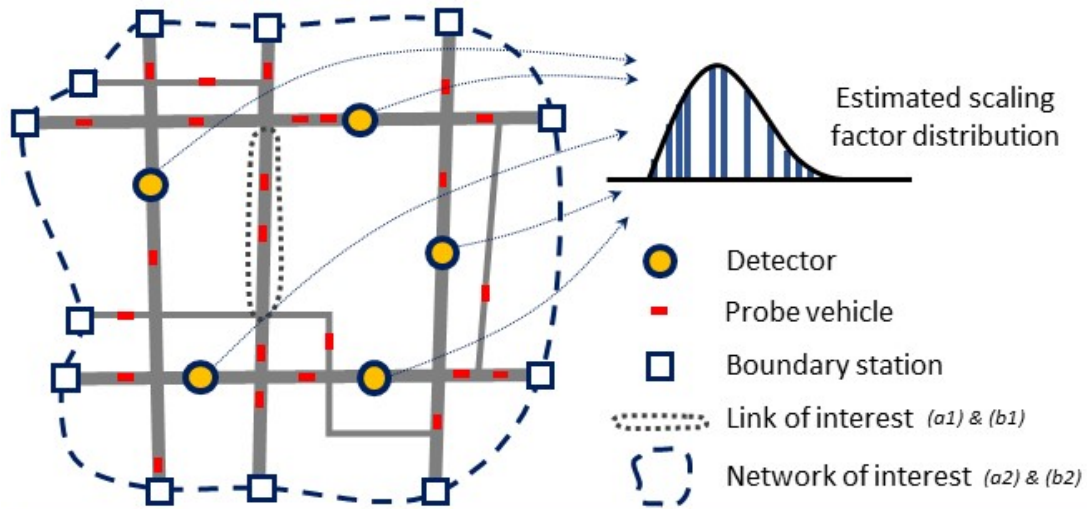 Estimated scaling
factor distribution
Detector
Probe vehicle
Boundary station
Link of interest (a1) & (b1)
Network of interest (a2) & (b2)